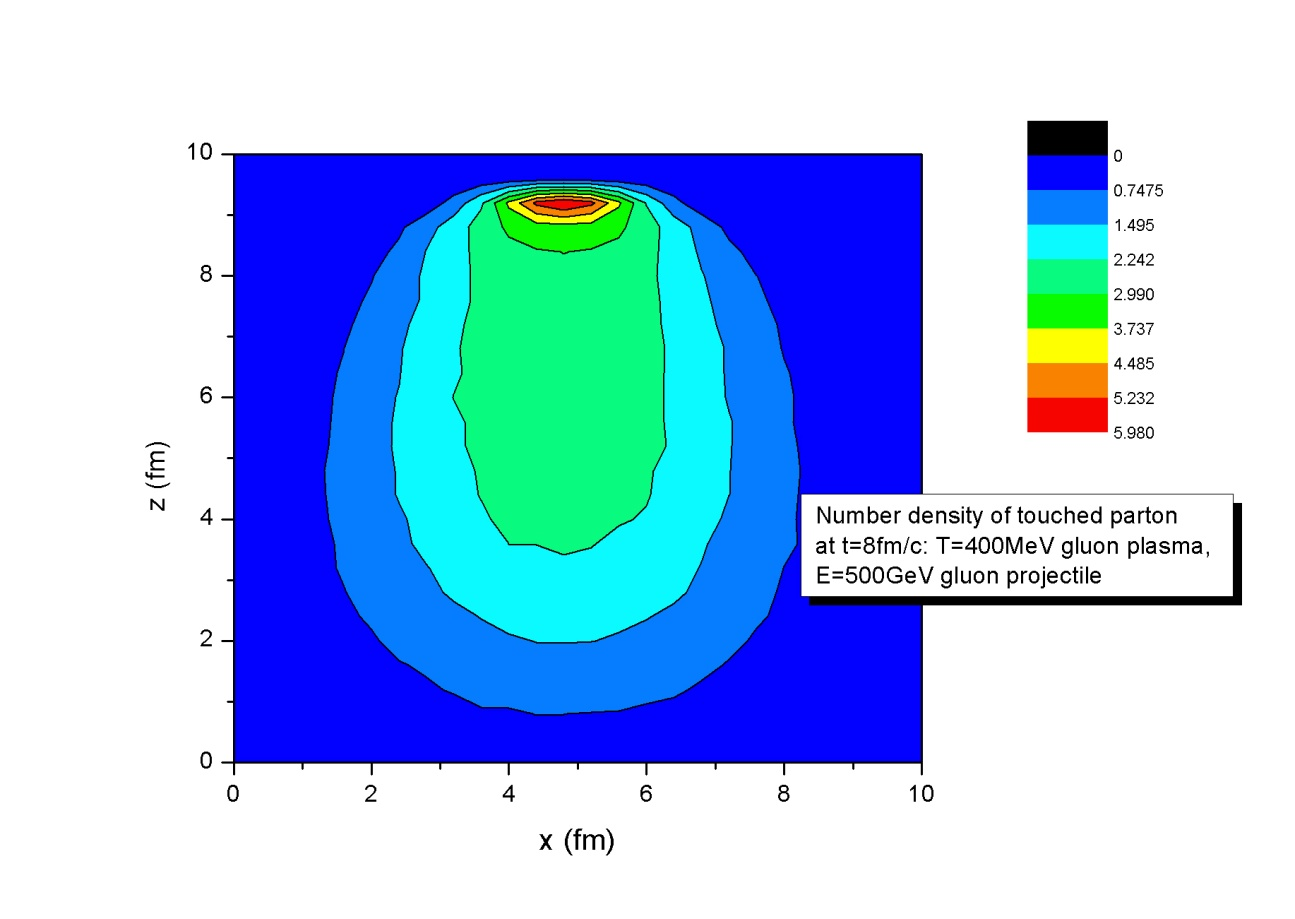 10
8
6
4
2
0
z (fm)
0 2 4 6 8 10
x (fm)
0
0.7475
1.495
2.242
2.990
3.737
4.485
5.232
5.980
Number density of touched parton
at t=8fm/c: T=400MeV gluon plasma,
E=500GeV gluon projectile